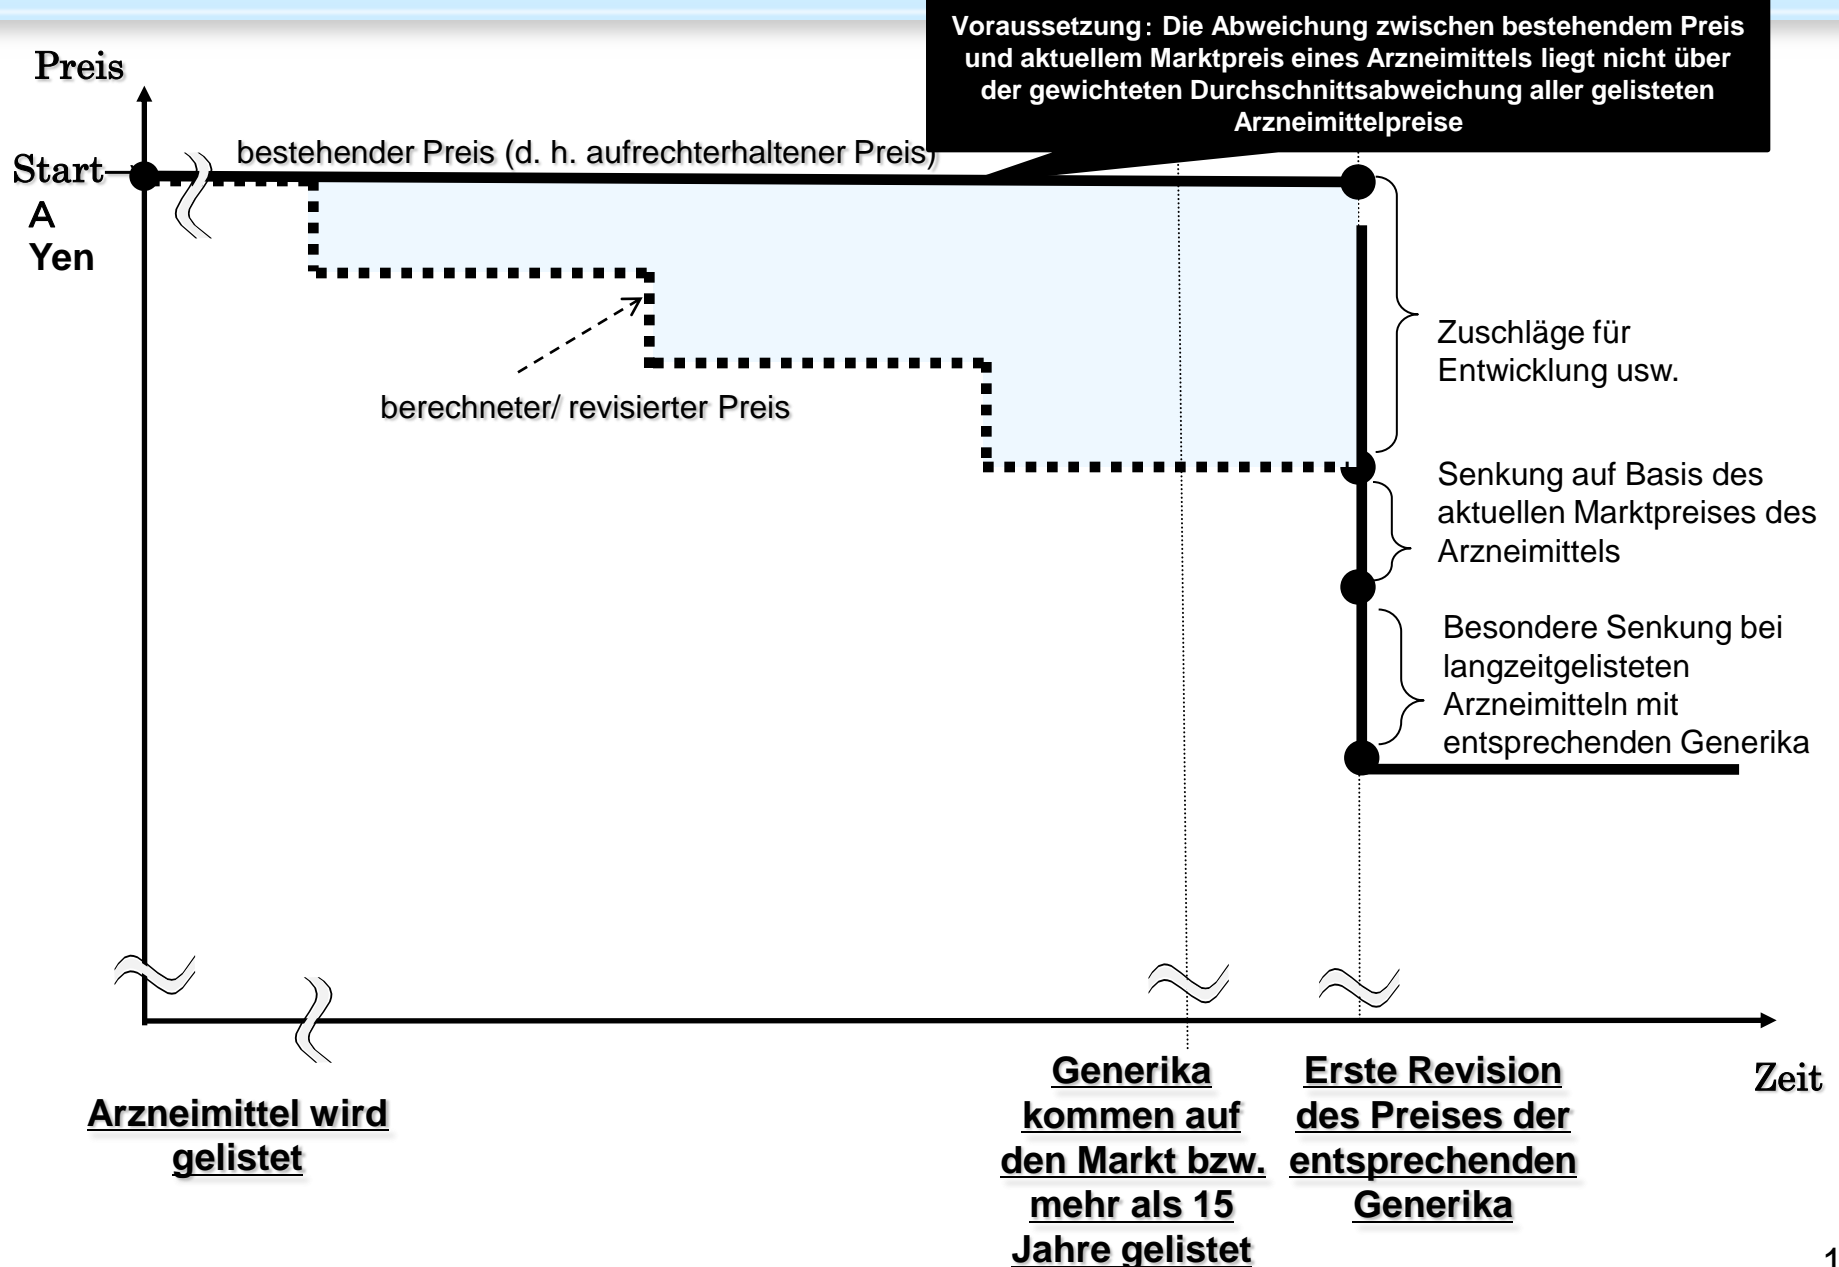 Voraussetzung: Die Abweichung zwischen bestehendem Preis
und aktuellem Marktpreis eines Arzneimittels liegt nicht über
der gewichteten Durchschnittsabweichung aller gelisteten
Arzneimittelpreise
Preis
bestehender Preis (d. h. aufrechterhaltener Preis)
Start
A
Yen
berechneter/ revisierter Preis
Zuschläge für
Entwicklung usw.
Senkung auf Basis des
aktuellen Marktpreises des
Arzneimittels
Besondere Senkung bei
langzeitgelisteten
Arzneimitteln mit
entsprechenden Generika
Zeit
Arzneimittel wird
gelistet
Generika
kommen auf
den Markt bzw.
mehr als 15
Jahre gelistet
Erste Revision
des Preises der
entsprechenden
Generika